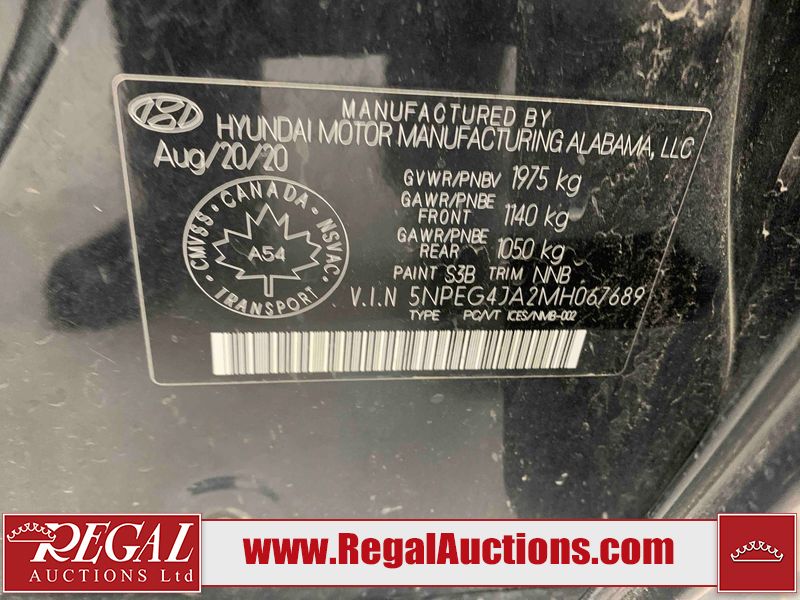 MANUFACTURED BY
HYUNDAI MOTOR MANUFACTURING ALABAMA, LLC
Aug/20/20
GVWR/PNBV 1975 kg
GAWR/PNBE FRONT 1140 kg
GAWR/PNBE REAR 1050 kg
PAINT S3B TRIM NNB
V.I.N 5NPEG4JA2MH067689
TYPE PC/VT ICES/NMB-002
CMVSS · CANADA · NSVAC
A54
TRANSPORT
REGAL
AUCTIONS Ltd
www.RegalAuctions.com